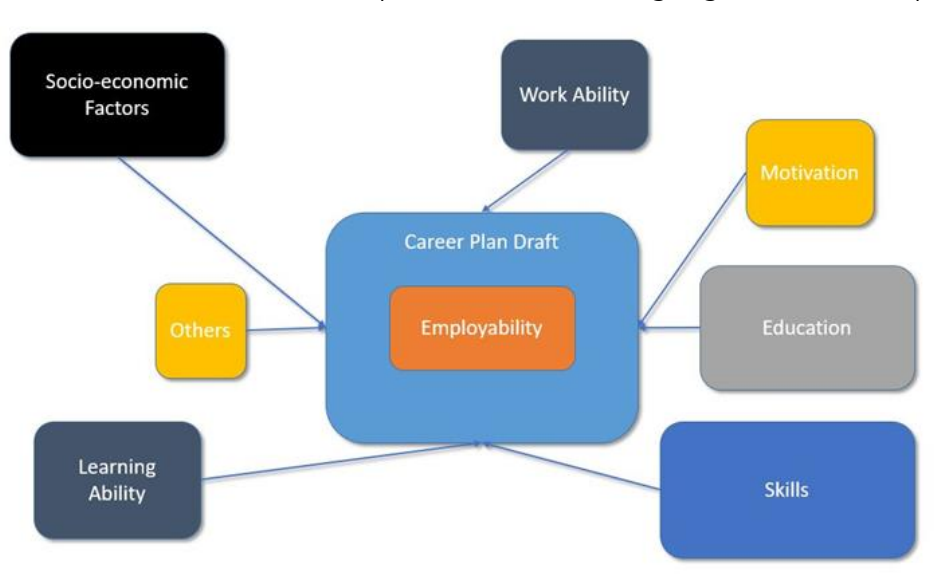 Socio-economic
Factors
Work Ability
Motivation
Career Plan Draft
Employability
Others
Education
Learning
Ability
Skills